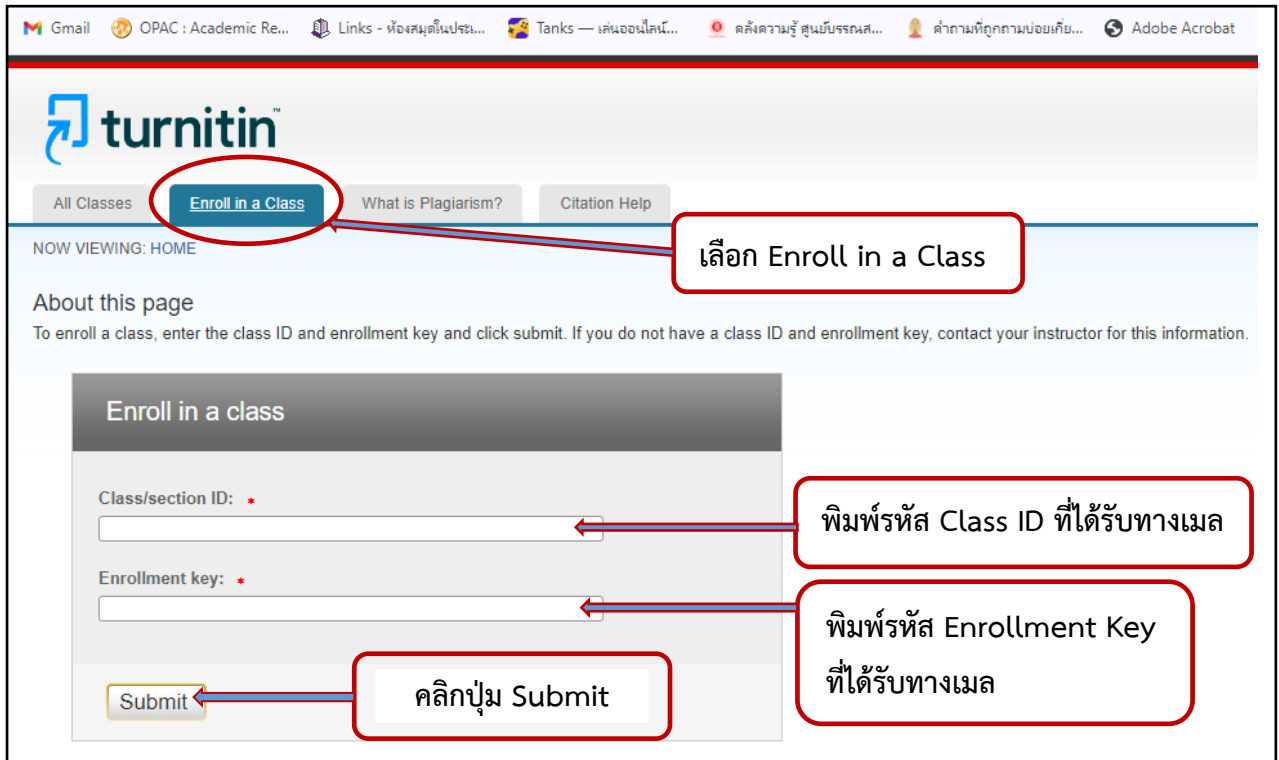 Gmail OPAC : Academic Re... Links - ห้องสมุดในประเ... Tanks — เล่นออนไลน์... คลังความรู้ ศูนย์บรรณส... คำถามที่ถูกถามบ่อยเกี่ย... Adobe Acrobat
turnitin™
All Classes Enroll in a Class What is Plagiarism? Citation Help
NOW VIEWING: HOME
เลือก Enroll in a Class
About this page
To enroll a class, enter the class ID and enrollment key and click submit. If you do not have a class ID and enrollment key, contact your instructor for this information.
Enroll in a class
Class/section ID: *
พิมพ์รหัส Class ID ที่ได้รับทางเมล
Enrollment key: *
พิมพ์รหัส Enrollment Key
ที่ได้รับทางเมล
Submit
คลิกปุ่ม Submit